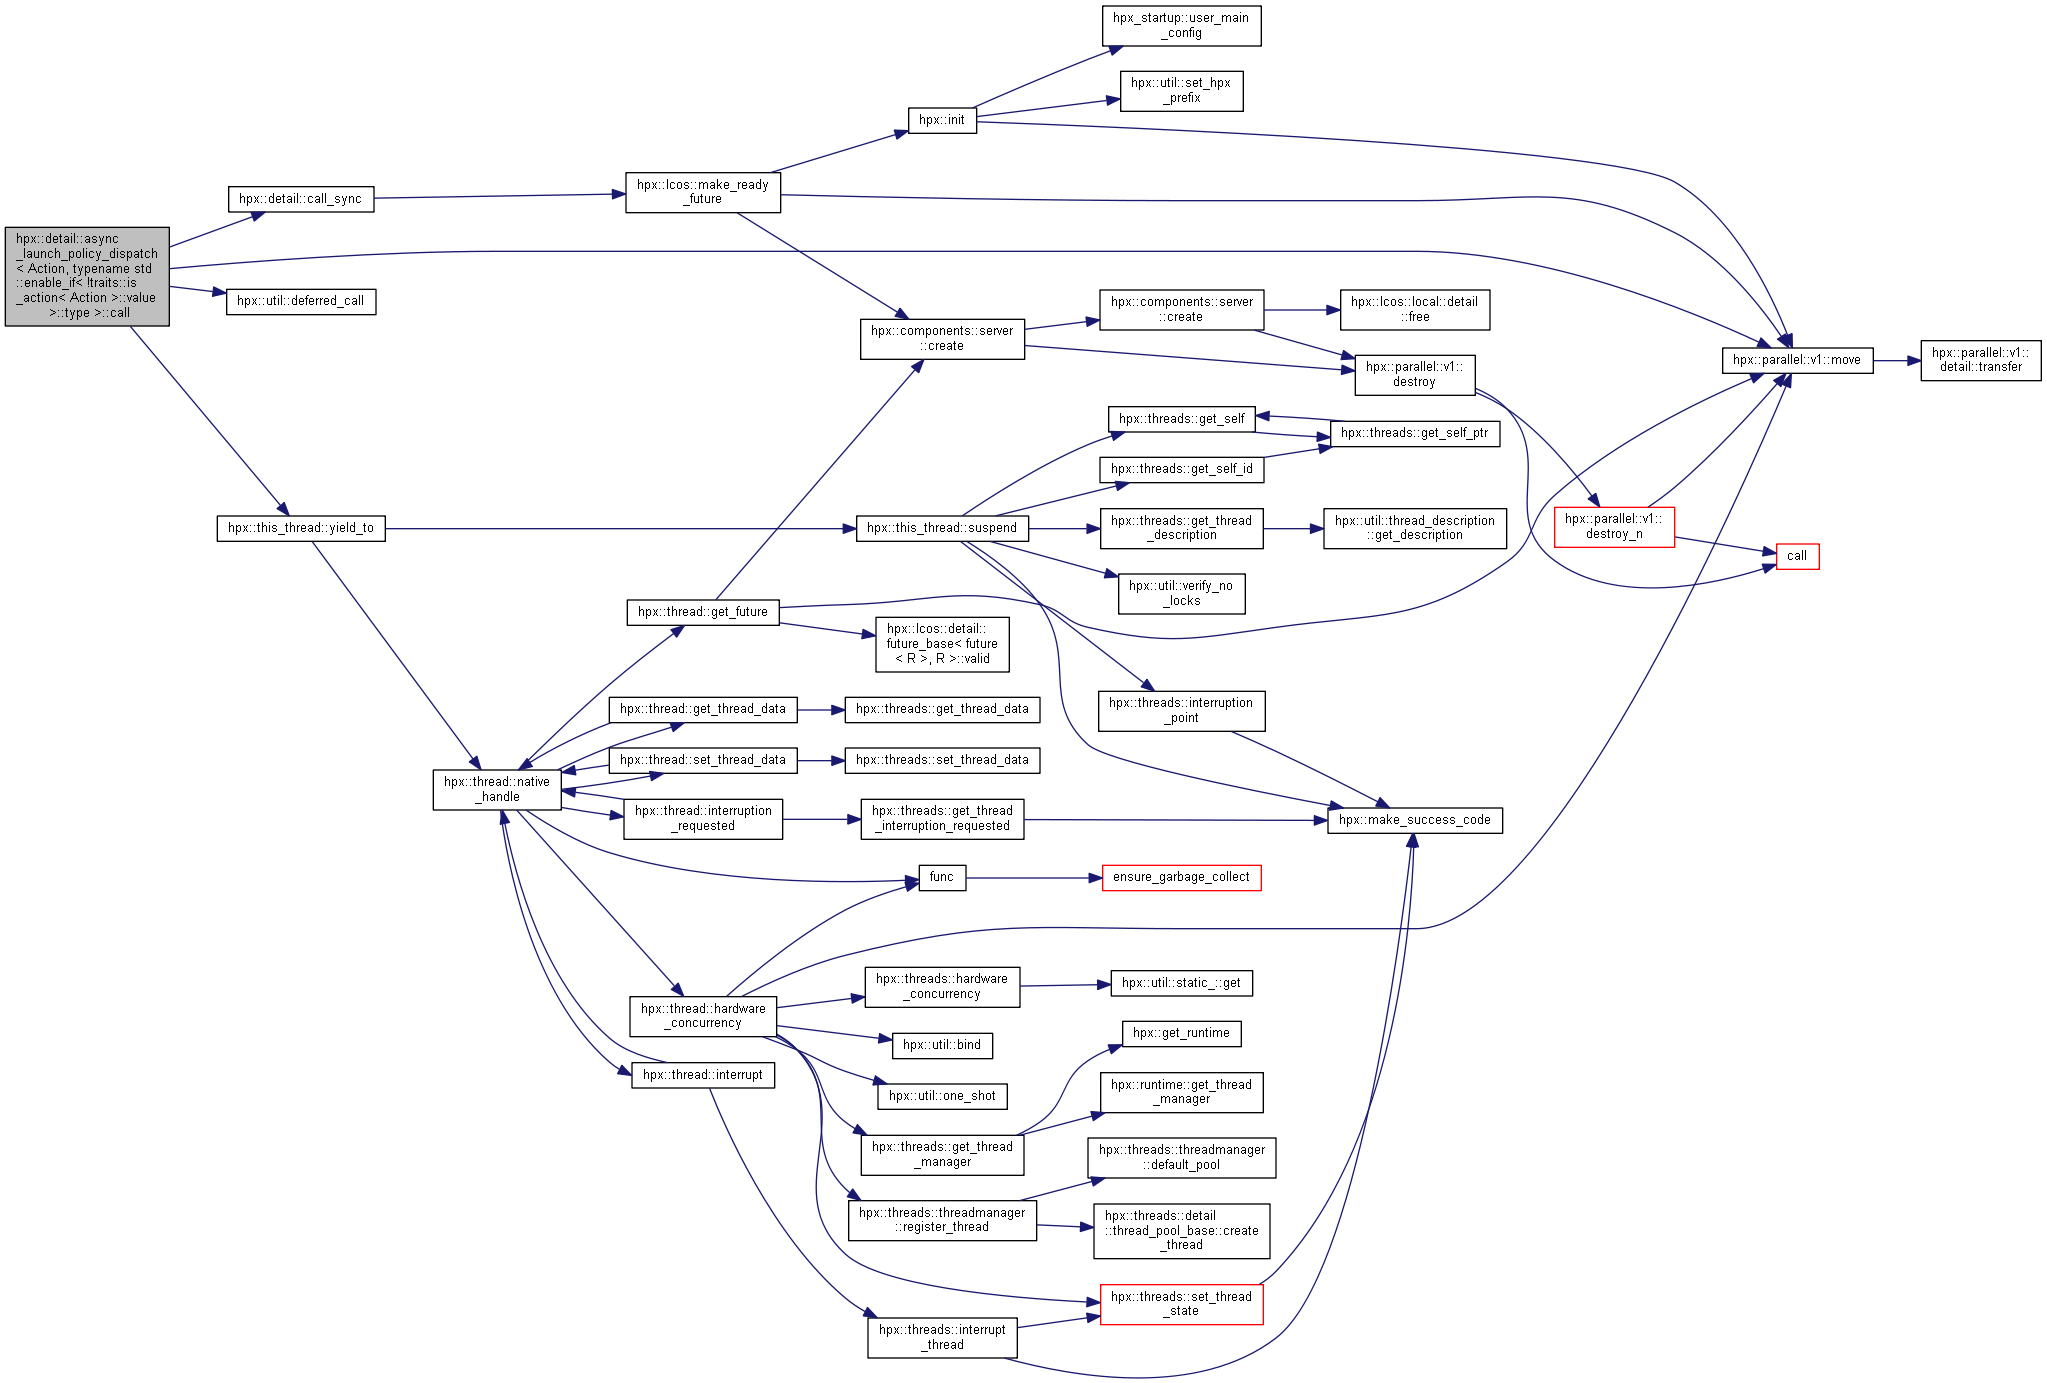 hpx_startup::user_main
_config
hpx::util::set_hpx
_prefix
hpx::init
hpx::lcos::make_ready
_future
hpx::detail::call_sync
hpx::detail::async
_launch_policy_dispatch
< Action, typename std
::enable_if< !traits::is
_action< Action >::value
>::type >::call
hpx::util::deferred_call
hpx::components::server
::create
hpx::components::server
::create
hpx::lcos::local::detail
::free
hpx::parallel::v1::
destroy
hpx::parallel::v1::move
hpx::parallel::v1::
detail::transfer
hpx::threads::get_self
hpx::threads::get_self_ptr
hpx::threads::get_self_id
hpx::this_thread::yield_to
hpx::this_thread::suspend
hpx::threads::get_thread
_description
hpx::util::thread_description
::get_description
hpx::parallel::v1::
destroy_n
call
hpx::util::verify_no
_locks
hpx::thread::get_future
hpx::lcos::detail::
future_base< future
< R >, R >::valid
hpx::threads::interruption
_point
hpx::thread::get_thread_data
hpx::threads::get_thread_data
hpx::thread::set_thread_data
hpx::threads::set_thread_data
hpx::thread::native
_handle
hpx::thread::interruption
_requested
hpx::threads::get_thread
_interruption_requested
hpx::make_success_code
func
ensure_garbage_collect
hpx::threads::hardware
_concurrency
hpx::util::static_::get
hpx::thread::hardware
_concurrency
hpx::util::bind
hpx::get_runtime
hpx::thread::interrupt
hpx::util::one_shot
hpx::runtime::get_thread
_manager
hpx::threads::get_thread
_manager
hpx::threads::threadmanager
::default_pool
hpx::threads::threadmanager
::register_thread
hpx::threads::detail
::thread_pool_base::create
_thread
hpx::threads::set_thread
_state
hpx::threads::interrupt
_thread